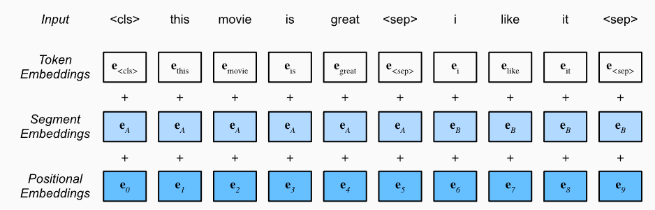 Input <cls> this movie is great <sep> i like it <sep>
Token Embeddings e<cls> ethis emovie eis egreat e<sep> ei elike eit e<sep>
+ + + + + + + + + +
Segment Embeddings eA eA eA eA eA eA eB eB eB eB
+ + + + + + + + + +
Positional Embeddings e0 e1 e2 e3 e4 e5 e6 e7 e8 e9